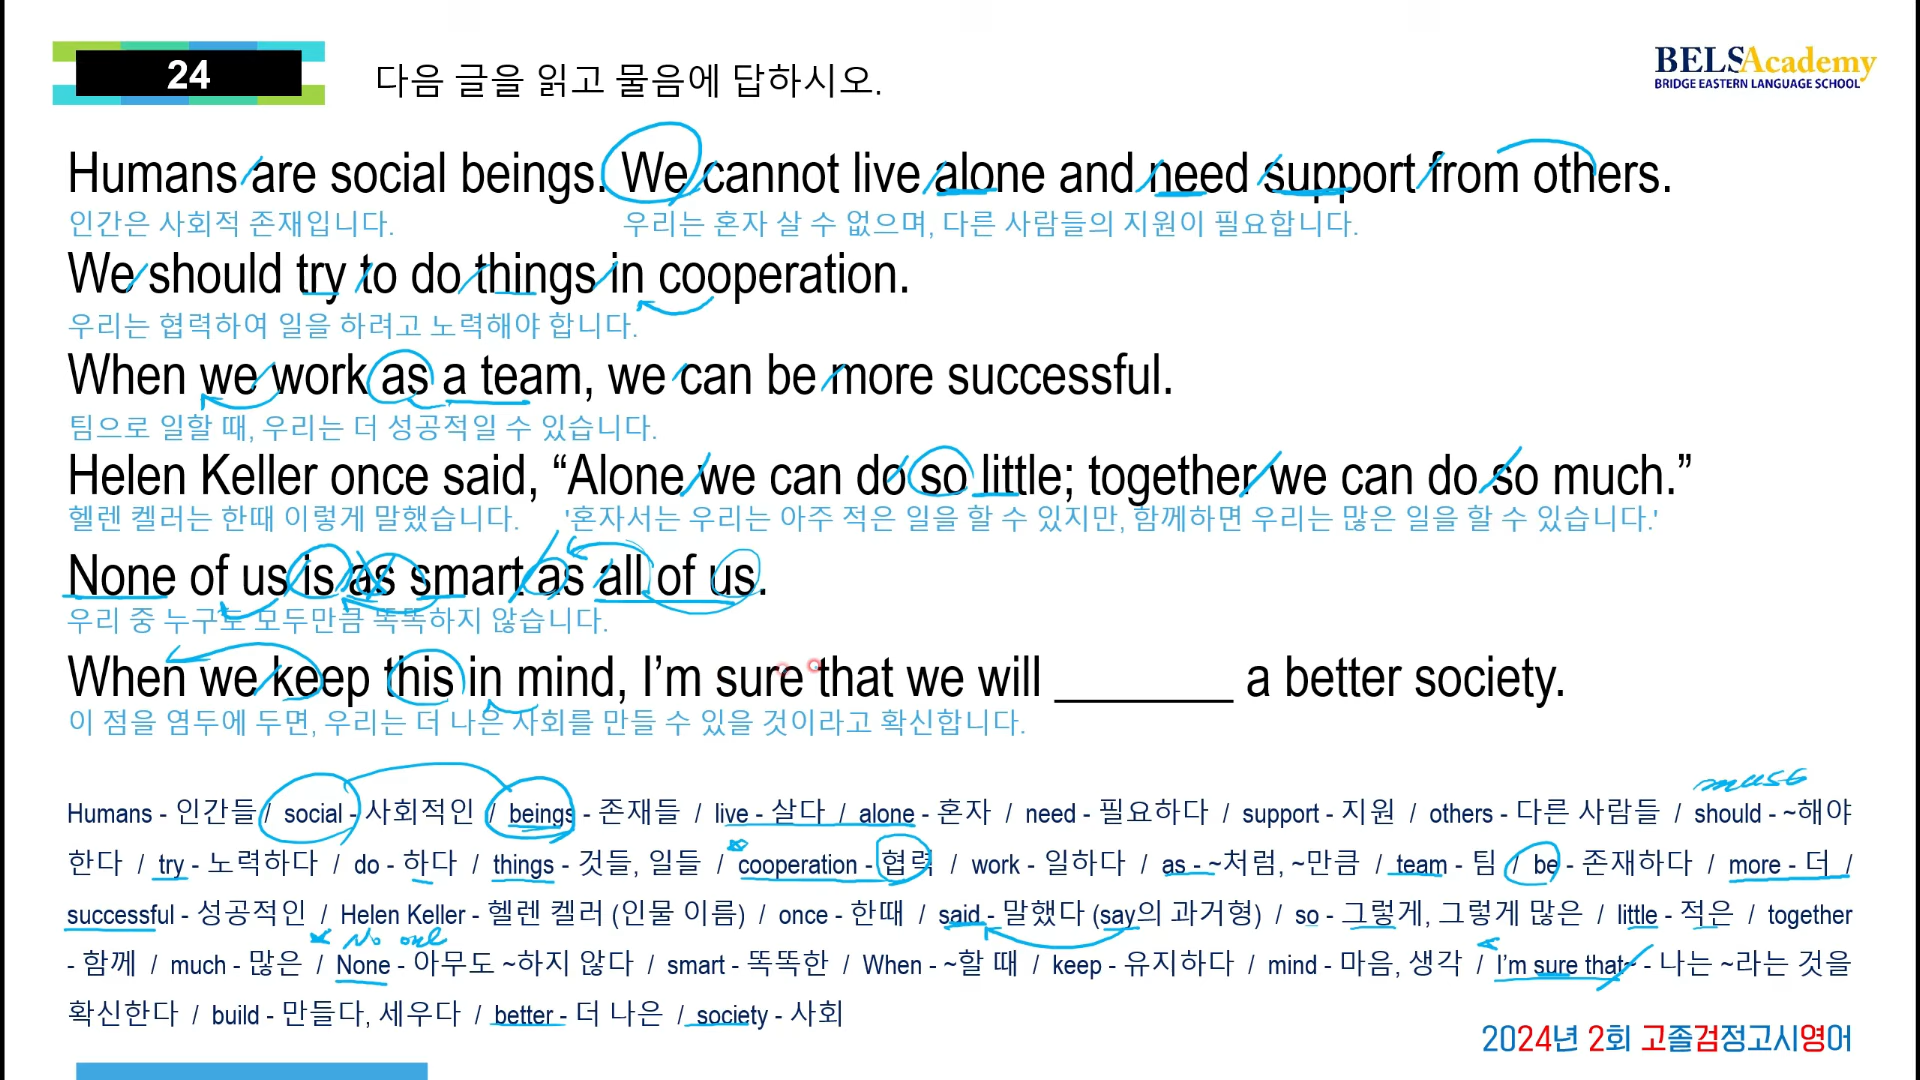 24
다음 글을 읽고 물음에 답하시오.
BELSAcademy
BRIDGE EASTERN LANGUAGE SCHOOL
Humans are social beings. We cannot live alone and need support from others.
인간은 사회적 존재입니다. 우리는 혼자 살 수 없으며, 다른 사람들의 지원이 필요합니다.
We should try to do things in cooperation.
우리는 협력하여 일을 하려고 노력해야 합니다.
When we work as a team, we can be more successful.
팀으로 일할 때, 우리는 더 성공적일 수 있습니다.
Helen Keller once said, “Alone we can do so little; together we can do so much.”
헬렌 켈러는 한때 이렇게 말했습니다. '혼자서는 우리는 아주 적은 일을 할 수 있지만, 함께하면 우리는 많은 일을 할 수 있습니다.'
None of us is as smart as all of us.
우리 중 누구도 모두만큼 똑똑하지 않습니다.
When we keep this in mind, I’m sure that we will ________ a better society.
이 점을 염두에 두면, 우리는 더 나은 사회를 만들 수 있을 것이라고 확신합니다.
must
Humans - 인간들 / social - 사회적인 / beings - 존재들 / live - 살다 / alone - 혼자 / need - 필요하다 / support - 지원 / others - 다른 사람들 / should - ~해야
한다 / try - 노력하다 / do - 하다 / things - 것들, 일들 / cooperation - 협력 / work - 일하다 / as - ~처럼, ~만큼 / team - 팀 / be - 존재하다 / more - 더 /
successful - 성공적인 / Helen Keller - 헬렌 켈러 (인물 이름) / once - 한때 / said - 말했다 (say의 과거형) / so - 그렇게, 그렇게 많은 / little - 적은 / together
No one
- 함께 / much - 많은 / None - 아무도 ~하지 않다 / smart - 똑똑한 / When - ~할 때 / keep - 유지하다 / mind - 마음, 생각 / I’m sure that~ - 나는 ~라는 것을
확신한다 / build - 만들다, 세우다 / better - 더 나은 / society - 사회
2024년 2회 고졸검정고시영어